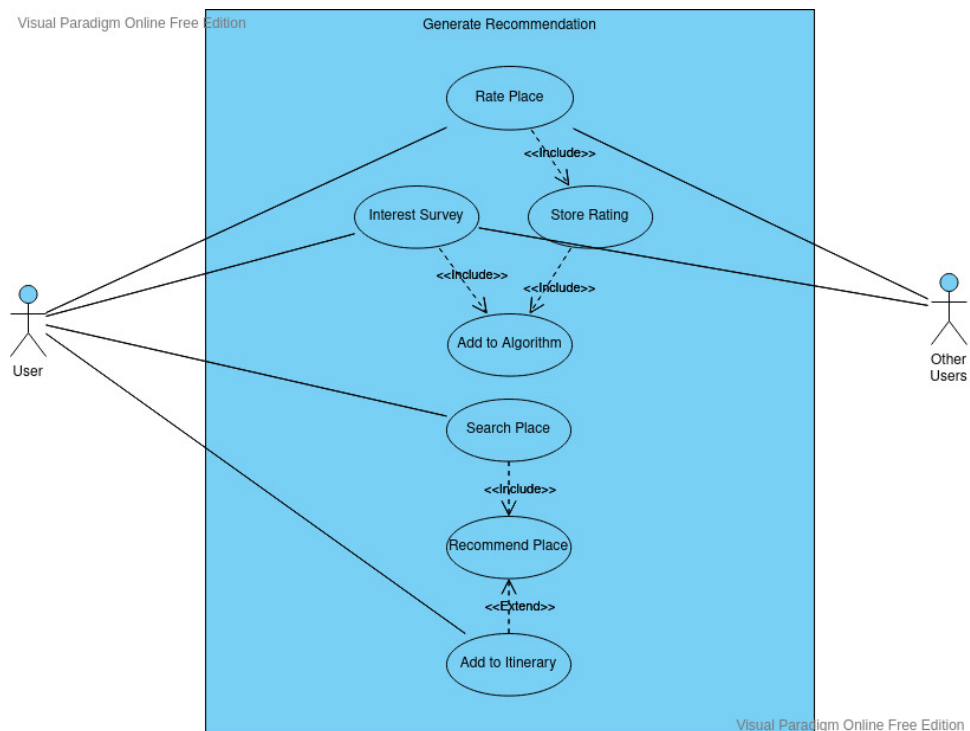 Visual Paradigm Online Free Edition
Generate Recommendation
Rate Place
<<Include>>
Interest Survey
Store Rating
<<Include>>
<<Include>>
Add to Algorithm
User
Other
Users
Search Place
<<Include>>
Recommend Place
<<Extend>>
Add to Itinerary
Visual Paradigm Online Free Edition